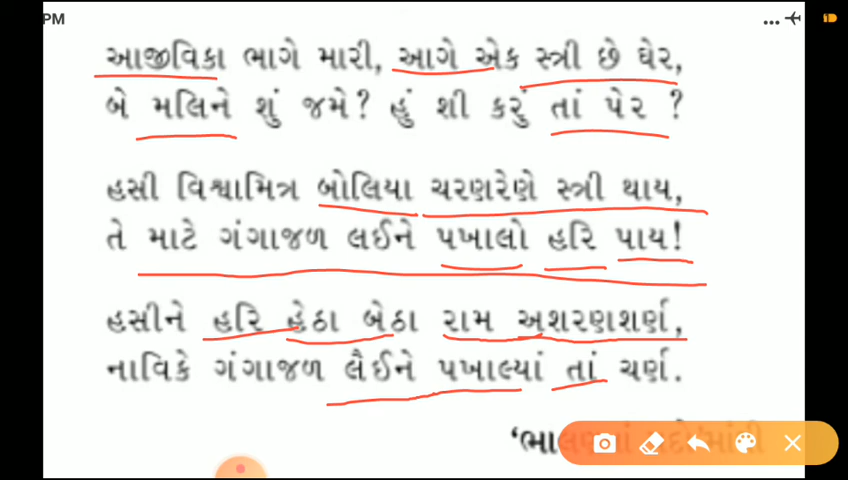 PM
આજીવિકા ભાગે મારી, આગે એક સ્ત્રી છે ઘેર,
બે મલિને શું જમે? હું શી કરું તાં પેર ?
હસી વિશ્વામિત્ર બોલિયા ચરણરેણે સ્ત્રી થાય,
તે માટે ગંગાજળ લઈને પખાલો હરિ પાય!
હસીને હરિ હેઠા બેઠા રામ અશરણશર્ણ,
નાવિકે ગંગાજળ લૈઈને પખાલ્યાં તાં ચર્ણ.